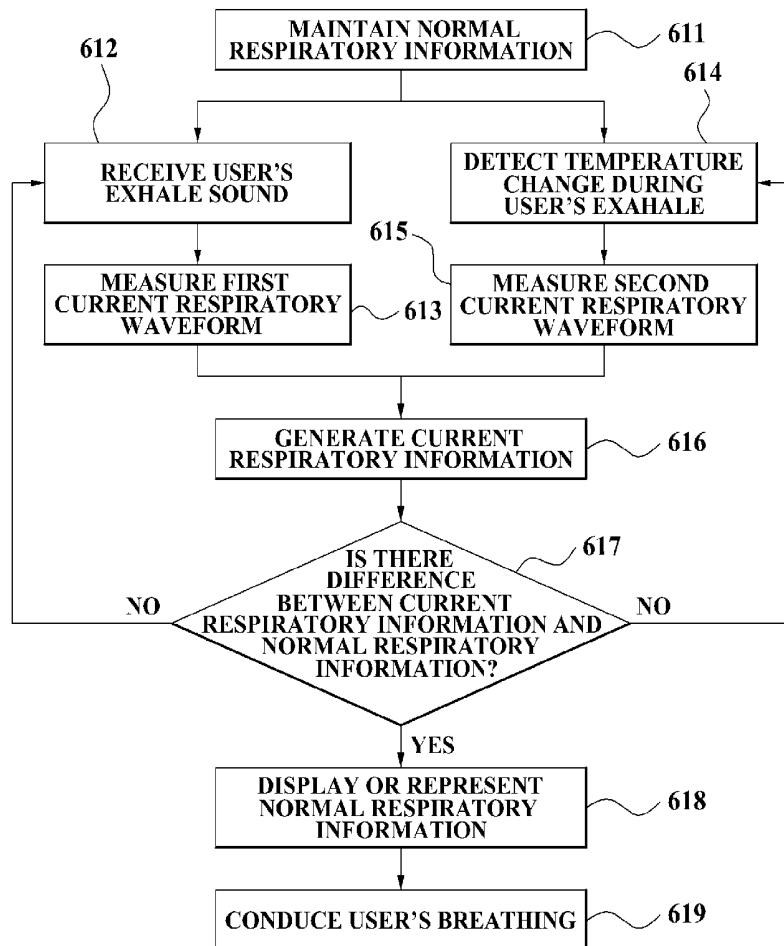 MAINTAIN NORMAL
RESPIRATORY INFORMATION
611
612
RECEIVE USER'S
EXHALE SOUND
614
DETECT TEMPERATURE
CHANGE DURING
USER'S EXAHALE
MEASURE FIRST
CURRENT RESPIRATORY
WAVEFORM
613
615
MEASURE SECOND
CURRENT RESPIRATORY
WAVEFORM
GENERATE CURRENT
RESPIRATORY INFORMATION
616
617
IS THERE
DIFFERENCE
BETWEEN CURRENT
RESPIRATORY INFORMATION AND
NORMAL RESPIRATORY
INFORMATION?
NO
NO
YES
DISPLAY OR REPRESENT
NORMAL RESPIRATORY
INFORMATION
618
CONDUCE USER'S BREATHING
619